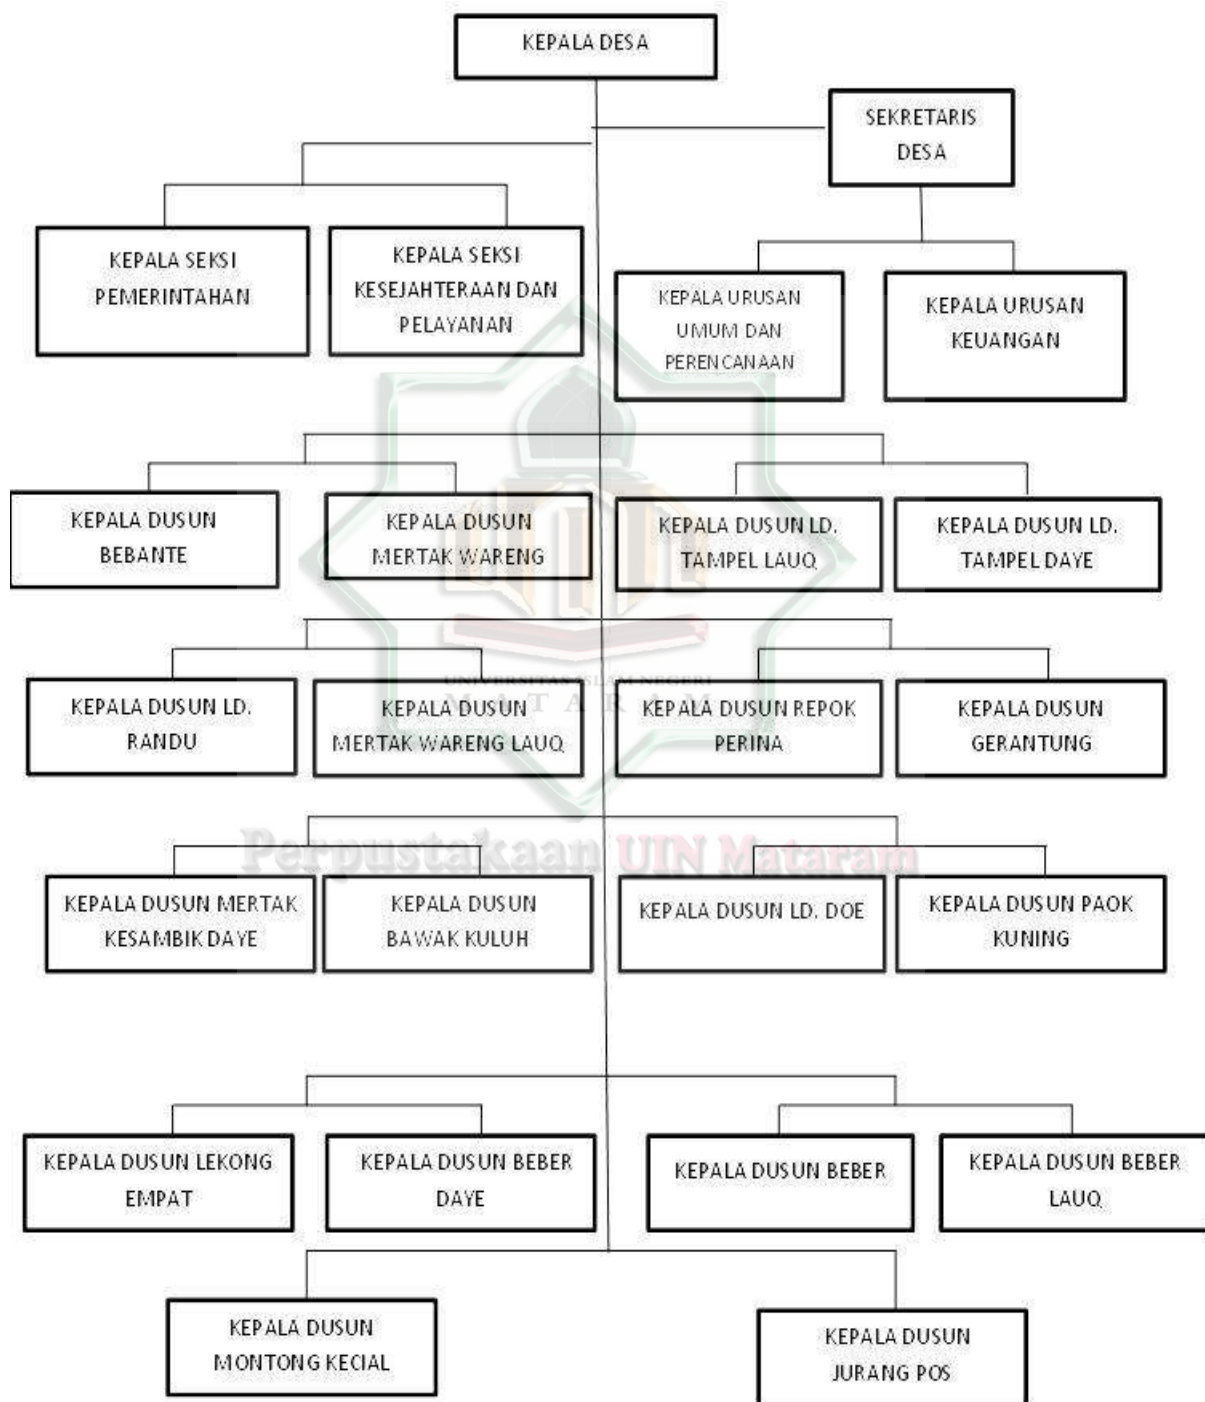 KEPALA DESA
SEKRETARIS
DESA
KEPALA SEKSI
PEMERINTAHAN
KEPALA SEKSI
KESEJAHTERAAN DAN
PELAYANAN
KEPALA URUSAN
UMUM DAN
PERENCANAAN
KEPALA URUSAN
KEUANGAN
KEPALA DUSUN
BEBANTE
KEPALA DUSUN
MERTAK WARENG
KEPALA DUSUN LD.
TAMPEL LAUQ
KEPALA DUSUN LD.
TAMPEL DAYE
UNIVERSITAS ISLAM NEGERI
MATARAM
KEPALA DUSUN LD.
RANDU
KEPALA DUSUN
MERTAK WARENG LAUQ
KEPALA DUSUN REPOK
PERINA
KEPALA DUSUN
GERANTUNG
Perpustakaan UIN Mataram
KEPALA DUSUN MERTAK
KESAMBIK DAYE
KEPALA DUSUN
BAWAK KULUH
KEPALA DUSUN LD. DOE
KEPALA DUSUN PAOK
KUNING
KEPALA DUSUN LEKONG
EMPAT
KEPALA DUSUN BEBER
DAYE
KEPALA DUSUN BEBER
KEPALA DUSUN BEBER
LAUQ
KEPALA DUSUN
MONTONG KECIAL
KEPALA DUSUN
JURANG POS